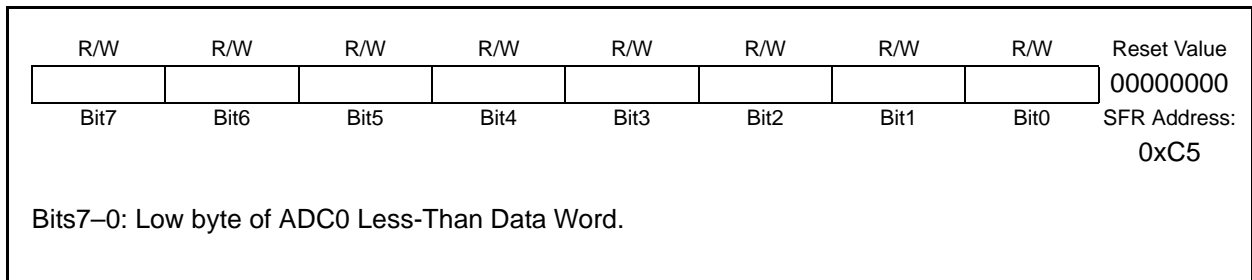 R/W R/W R/W R/W R/W R/W R/W R/W Reset Value
00000000
Bit7 Bit6 Bit5 Bit4 Bit3 Bit2 Bit1 Bit0 SFR Address:
0xC5
Bits7–0: Low byte of ADC0 Less-Than Data Word.